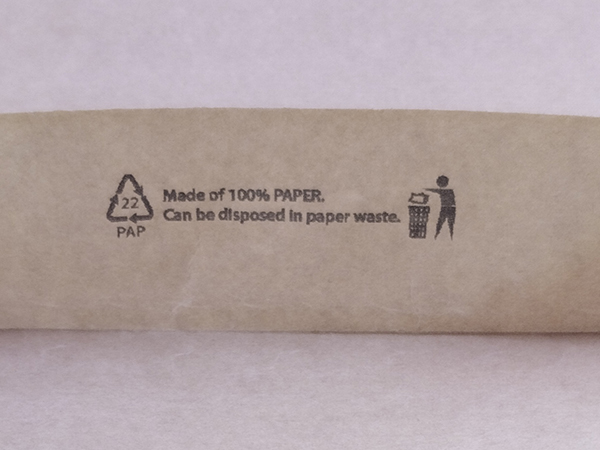 22
PAP
Made of 100% PAPER.
Can be disposed in paper waste.